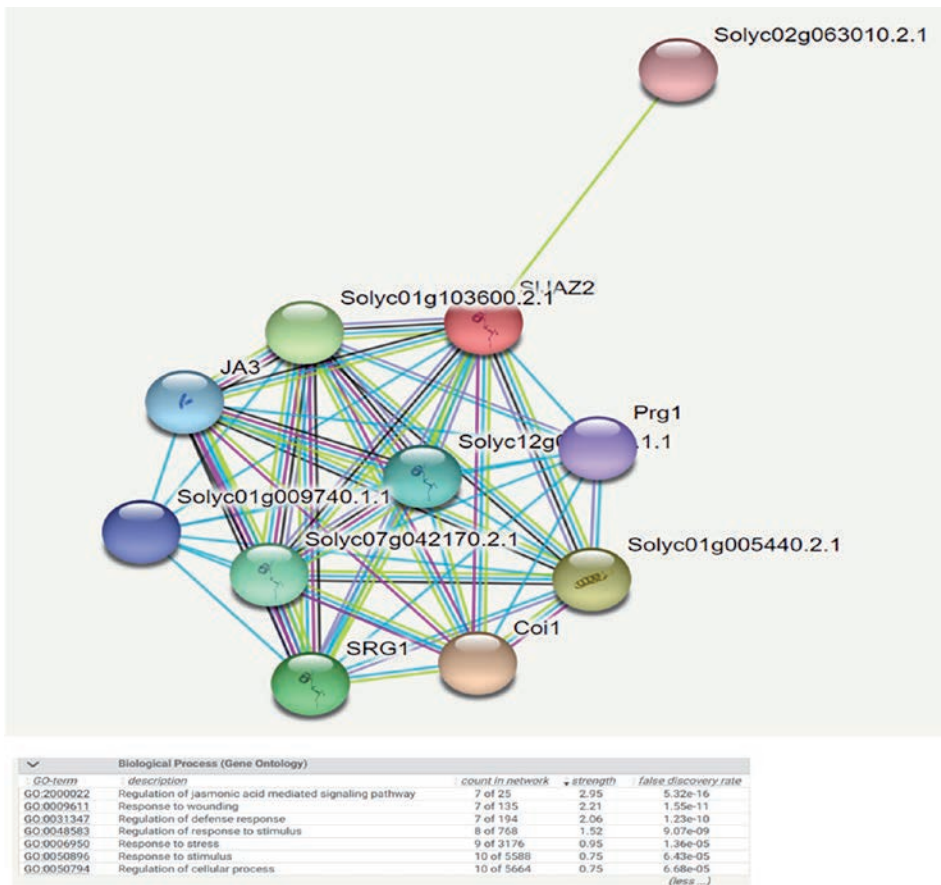 Solyc02g063010.2.1
SlJAZ2
Solyc01g103600.2.1
JA3
Prg1
Solyc01g009740.1.1
Solyc07g042170.2.1
Solyc01g005440.2.1
Coi1
SRG1
Biological Process (Gene Ontology)
GO-term description count in network strength false discovery rate
GO:2000022 Regulation of jasmonic acid mediated signaling pathway 7 of 25 2.95 5.32e-16
GO:0009611 Response to wounding 7 of 135 2.21 1.55e-11
GO:0031347 Regulation of defense response 7 of 194 2.06 1.23e-10
GO:0048583 Regulation of response to stimulus 8 of 768 1.52 9.07e-09
GO:0006950 Response to stress 9 of 3176 0.95 1.36e-05
GO:0050896 Response to stimulus 10 of 5588 0.75 6.43e-05
GO:0050794 Regulation of cellular process 10 of 5664 0.75 6.68e-05
(less ...)